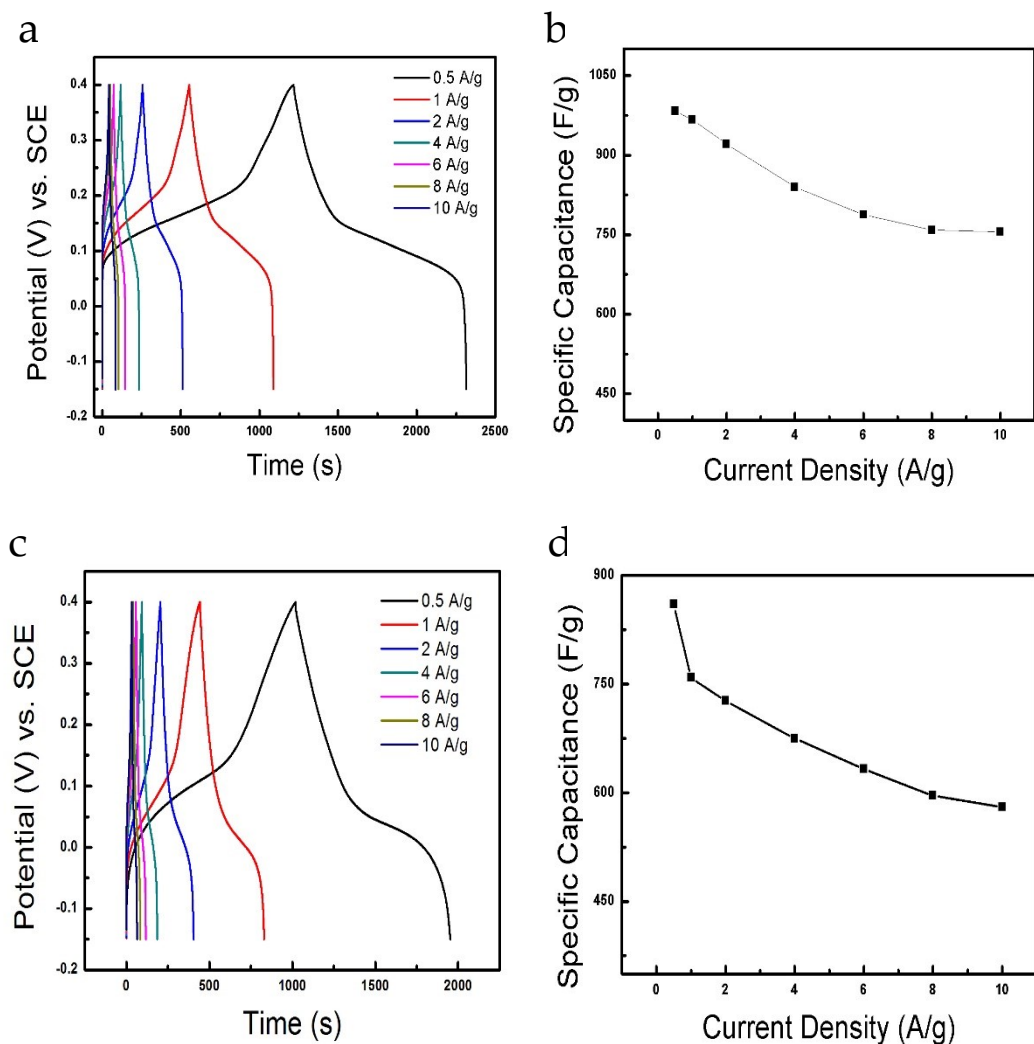 a
Potential (V) vs. SCE
0.4
0.3
0.2
0.1
0.0
-0.1
-0.2
0.5 A/g
1 A/g
2 A/g
4 A/g
6 A/g
8 A/g
10 A/g
0 500 1000 1500 2000 2500
Time (s)
b
Specific Capacitance (F/g)
1050
900
750
600
450
0 2 4 6 8 10
Current Density (A/g)
c
Potential (V) vs. SCE
0.4
0.3
0.2
0.1
0.0
-0.1
-0.2
0.5 A/g
1 A/g
2 A/g
4 A/g
6 A/g
8 A/g
10 A/g
0 500 1000 1500 2000
Time (s)
d
Specific Capacitance (F/g)
900
750
600
450
0 2 4 6 8 10
Current Density (A/g)